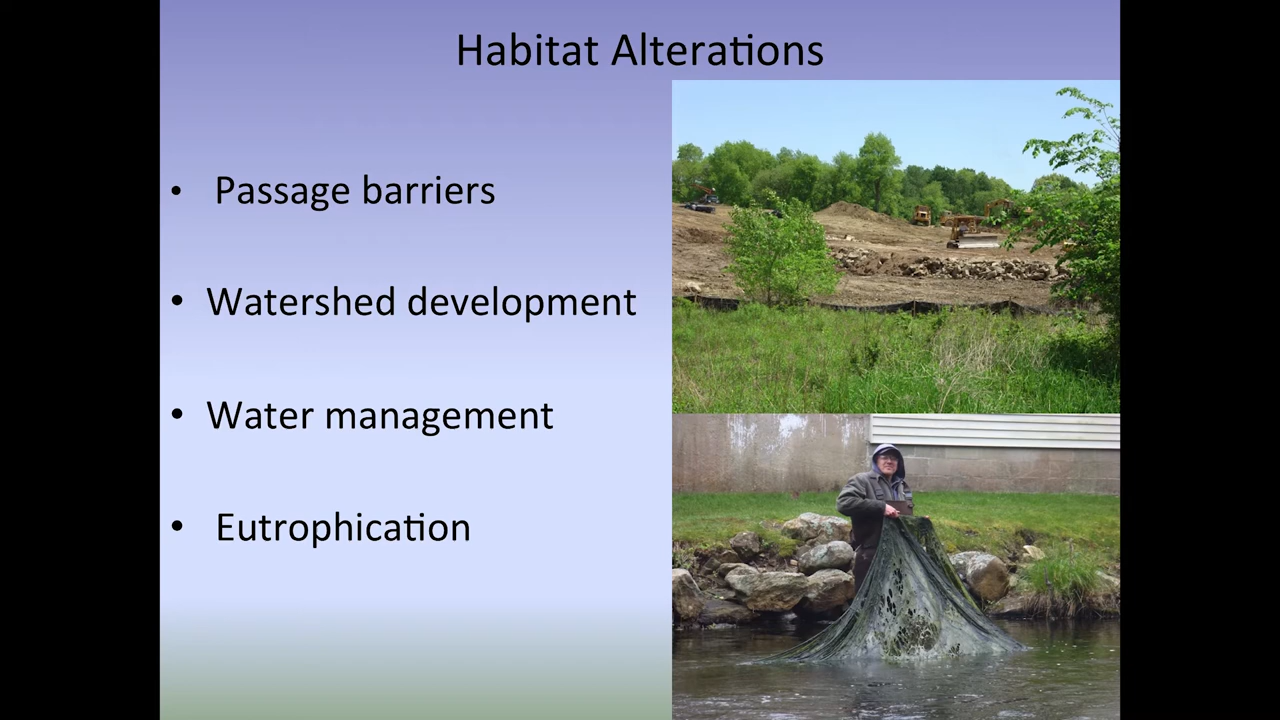 Habitat Alterations
• Passage barriers
• Watershed development
• Water management
• Eutrophication